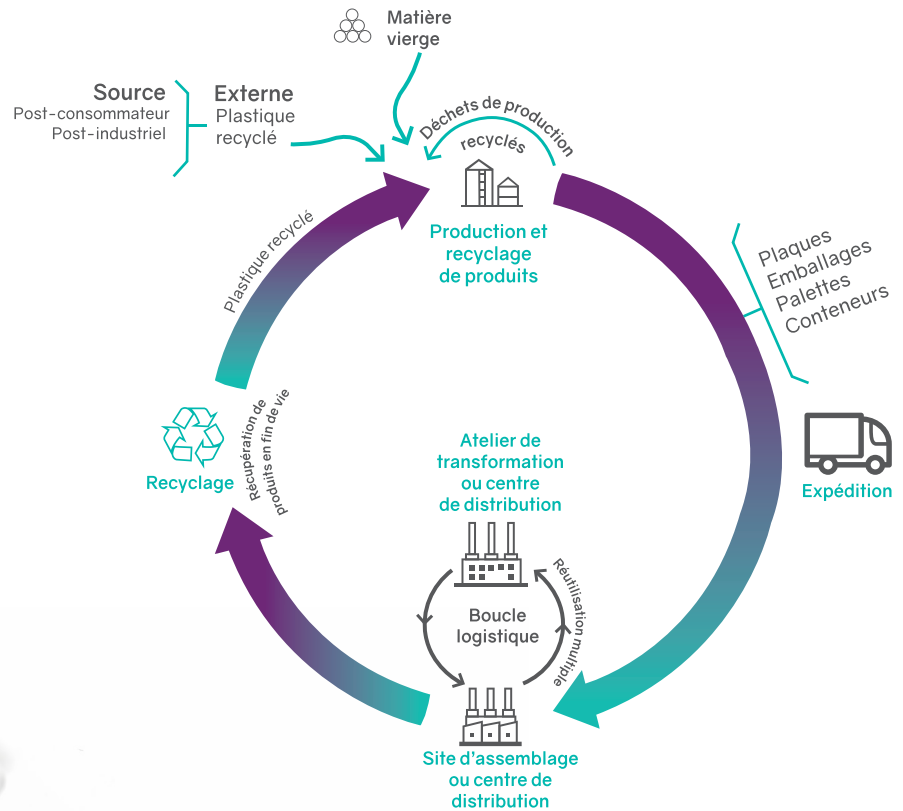 Matière
vierge
Source
Post-consommateur
Post-industriel
Externe
Plastique
recyclé
Déchets de production
recyclés
Production et
recyclage
de produits
Plastique recyclé
Plaques
Emballages
Palettes
Conteneurs
Expédition
Recyclage
Récupération de
produits en fin de vie
Atelier de
transformation
ou centre
de distribution
Boucle
logistique
Réutilisation multiple
Site d'assemblage
ou centre de
distribution